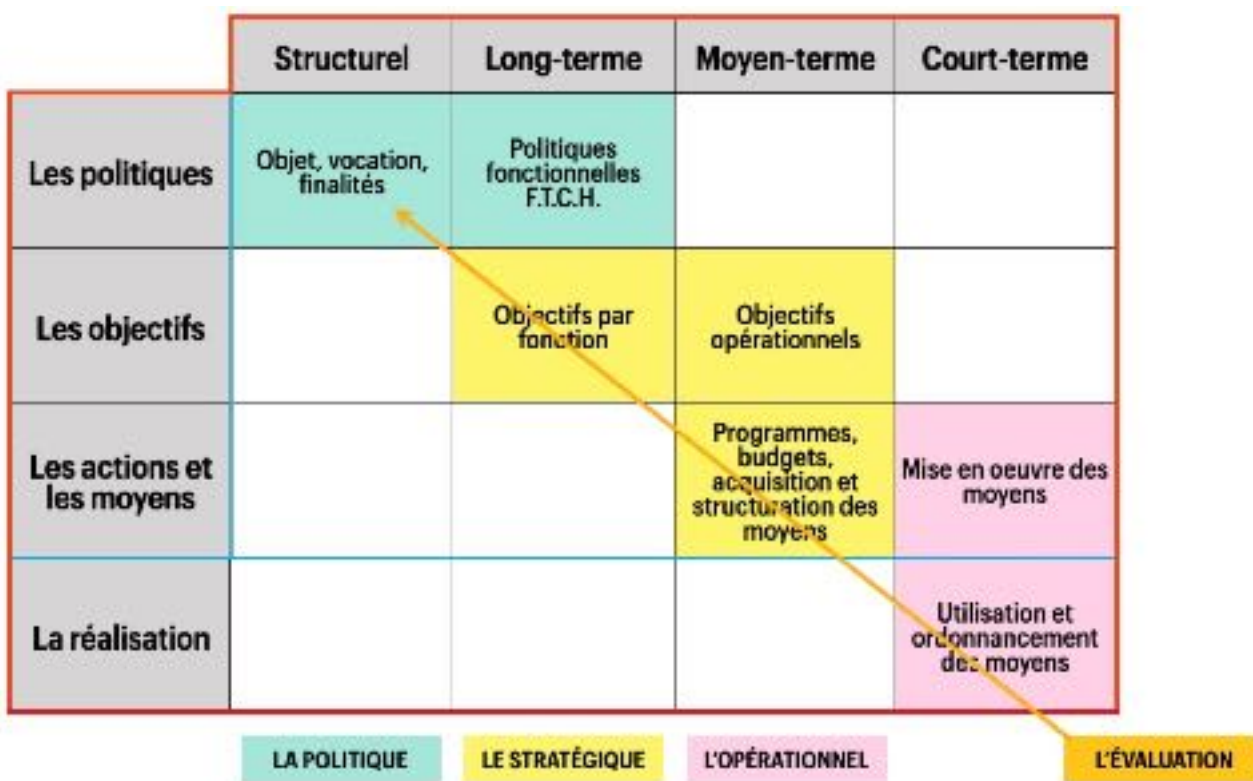 Structurel Long-terme Moyen-terme Court-terme
Les politiques
Objet, vocation,
finalités
Politiques
fonctionnelles
F.T.C.H.
Les objectifs
Objectifs par
fonction
Objectifs
opérationnels
Les actions et
les moyens
Programmes,
budgets,
acquisition et
structuration des
moyens
Mise en oeuvre des
moyens
La réalisation
Utilisation et
ordonnancement
des moyens
LA POLITIQUE LE STRATÉGIQUE L'OPÉRATIONNEL L'ÉVALUATION